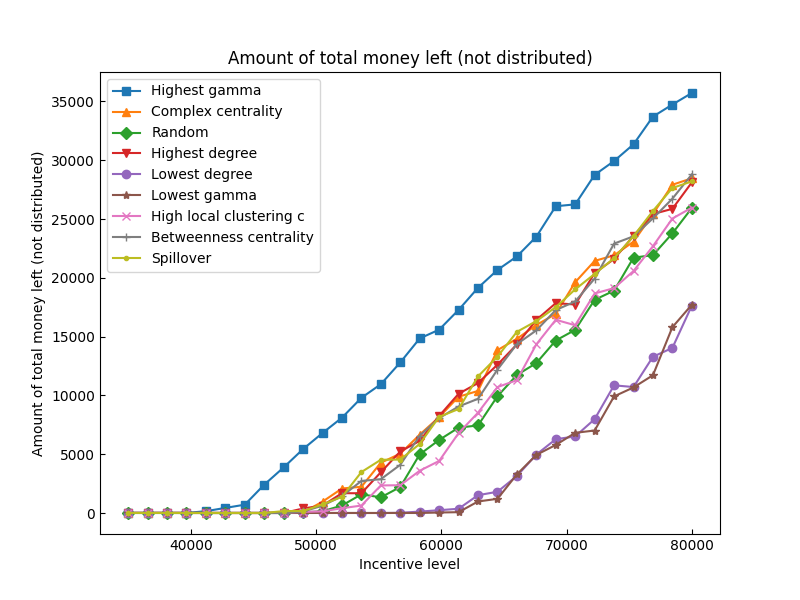 Amount of total money left (not distributed)
Highest gamma
Complex centrality
Random
Highest degree
Lowest degree
Lowest gamma
High local clustering c
Betweenness centrality
Spillover
Amount of total money left (not distributed)
35000
30000
25000
20000
15000
10000
5000
0
40000 50000 60000 70000 80000
Incentive level